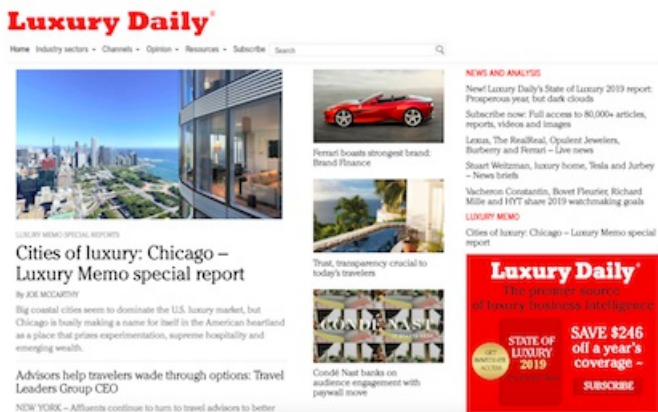 Luxury Daily
Home Industry sectors Channels Opinion Resources Subscribe Search
LUXURY MEMO SPECIAL REPORTS
Cities of luxury: Chicago –
Luxury Memo special report
By JOE MCCARTHY
Big coastal cities seem to dominate the U.S. luxury market, but
Chicago is busily making a name for itself in the American heartland
as a place that prizes experimentation, supreme hospitality and
emerging wealth.
Advisors help travelers wade through options: Travel
Leaders Group CEO
NEW YORK – Affluents continue to turn to travel advisors to better
Ferrari boasts strongest brand:
Brand Finance
Trust, transparency crucial to
today's travelers
CONDÉ NAST
Condé Nast banks on
audience engagement with
paywall move
NEWS AND ANALYSIS
New! Luxury Daily's State of Luxury 2019 report:
Prosperous year, but dark clouds
Subscribe now: Full access to 80,000+ articles,
reports, videos and images
Lexus, The RealReal, Opulent Jewelers,
Burberry and Ferrari – Live news
Stuart Weitzman, luxury home, Tesla and Jurbey
– News briefs
Vacheron Constantin, Bovet Fleurier, Richard
Mille and HYT share 2019 watchmaking goals
LUXURY MEMO
Cities of luxury: Chicago – Luxury Memo special
report
Luxury Daily
The premier source
of luxury business intelligence
GET
IMMEDIATE
ACCESS
STATE OF
LUXURY
2019
SAVE $246
off a year's
coverage ~
SUBSCRIBE